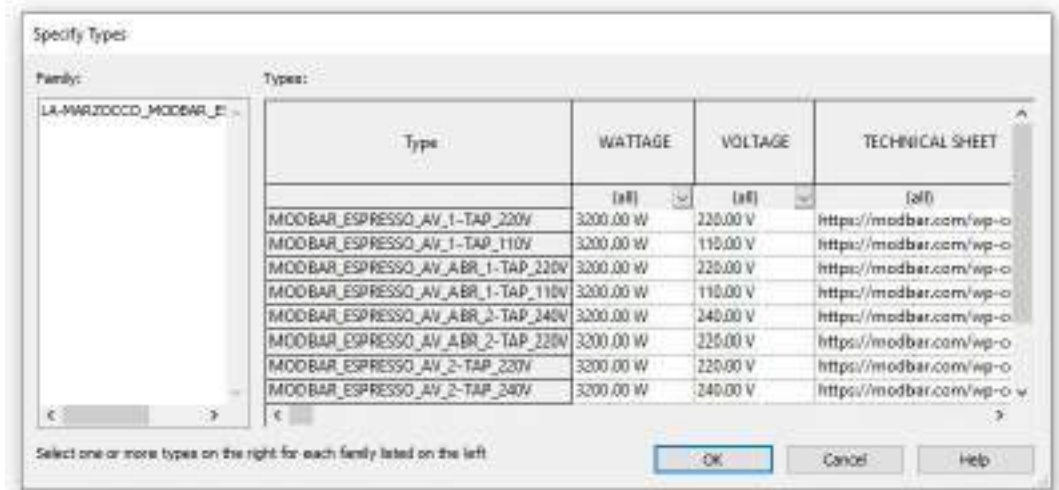 Specify Types
Family:
Types:
LA-MARZOCCO_MODBAR_E
Type WATTAGE VOLTAGE TECHNICAL SHEET
(all) (all) (all)
MODBAR_ESPRESSO_AV_1-TAP_220V 3200.00 W 220.00 V https://modbar.com/wp-c
MODBAR_ESPRESSO_AV_1-TAP_110V 3200.00 W 110.00 V https://modbar.com/wp-c
MODBAR_ESPRESSO_AV_ABR_1-TAP_220V 3200.00 W 220.00 V https://modbar.com/wp-c
MODBAR_ESPRESSO_AV_ABR_1-TAP_110V 3200.00 W 110.00 V https://modbar.com/wp-c
MODBAR_ESPRESSO_AV_ABR_2-TAP_240V 3200.00 W 240.00 V https://modbar.com/wp-c
MODBAR_ESPRESSO_AV_ABR_2-TAP_220V 3200.00 W 220.00 V https://modbar.com/wp-c
MODBAR_ESPRESSO_AV_2-TAP_220V 3200.00 W 220.00 V https://modbar.com/wp-c
MODBAR_ESPRESSO_AV_2-TAP_240V 3200.00 W 240.00 V https://modbar.com/wp-c
Select one or more types on the right for each family listed on the left
OK Cancel Help